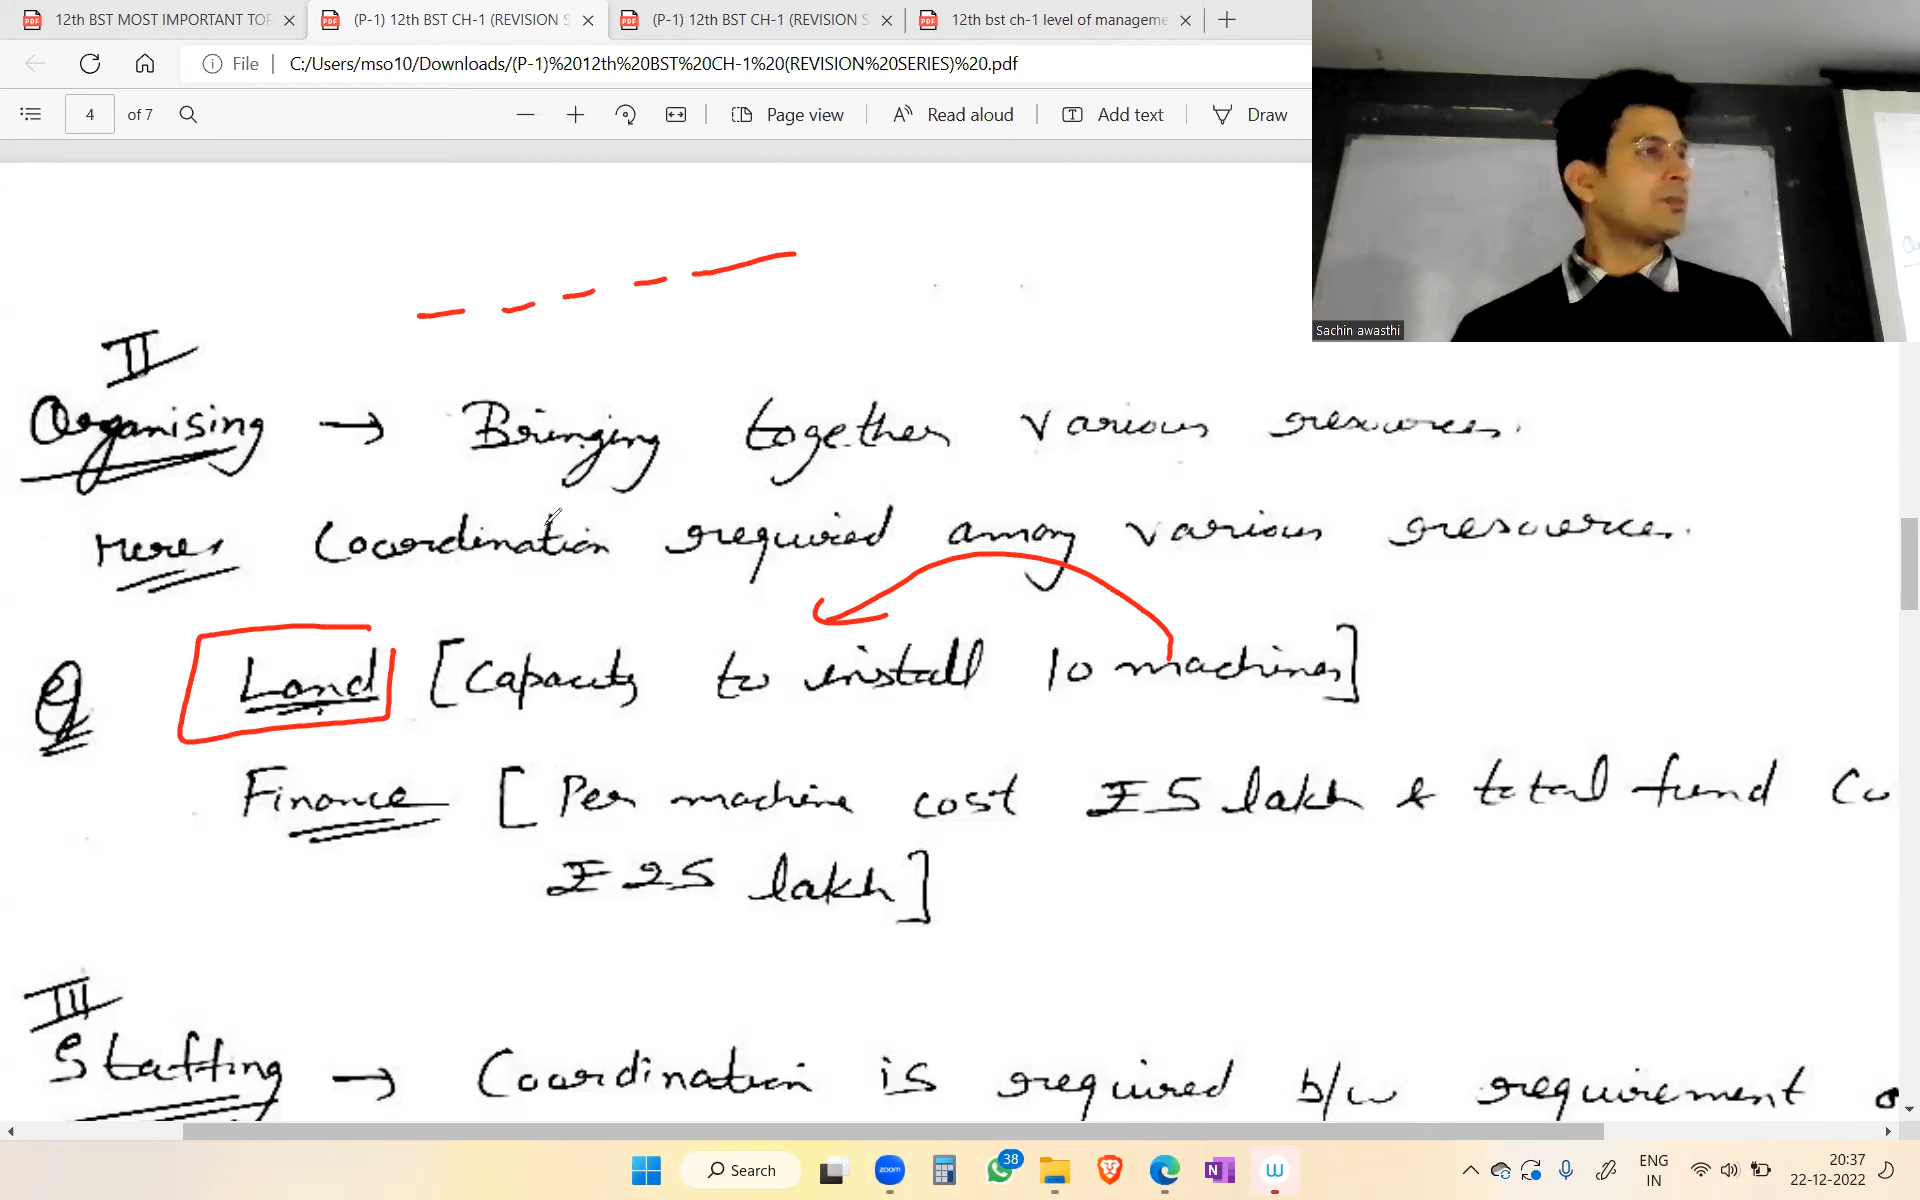 12th BST MOST IMPORTANT TOP
(P-1) 12th BST CH-1 (REVISION S
(P-1) 12th BST CH-1 (REVISION S
12th bst ch-1 level of manageme
File
C:/Users/mso10/Downloads/(P-1)%2012th%20BST%20CH-1%20(REVISION%20SERIES)%20.pdf
4 of 7
Page view
Read aloud
Add text
Draw
Sachin awasthi
II
Organising → Bringing together various resources.
Here, Coordination required among various resources.
Land [Capacity to install 10 machines]
Finance [Per machine cost ₹5 lakh & total fund Co
₹25 lakh]
III
Staffing → Coordination is required b/w requirement o
38
zoom
Search
N
W
ENG
IN
20:37
22-12-2022